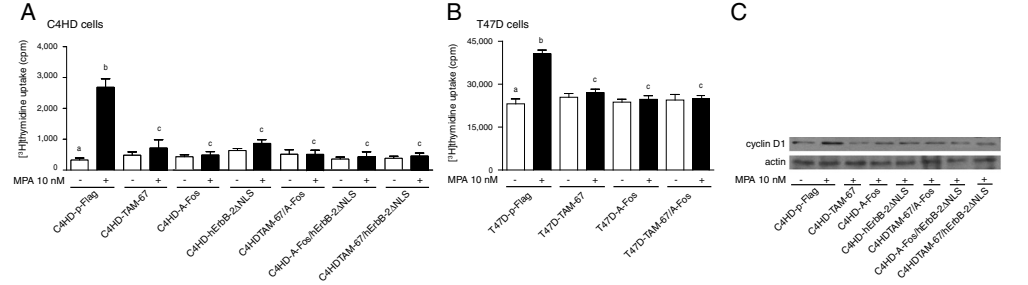 A
C4HD cells
[³H]thymidine uptake (cpm)
4,000
3,000
2,000
1,000
0
a
b
c
c
c
c
c
c
MPA 10 nM
- + - + - + - + - + - + - +
C4HD-p-Flag
C4HD-TAM-67
C4HD-A-Fos
C4HD-hErbB-2ΔNLS
C4HDTAM-67/A-Fos
C4HD-A-Fos/hErbB-2ΔNLS
C4HDTAM-67/hErbB-2ΔNLS
B
T47D cells
[³H]thymidine uptake (cpm)
45,000
30,000
15,000
0
a
b
c
c
c
MPA 10 nM
- + - + - + - +
T47D-p-Flag
T47D-TAM-67
T47D-A-Fos
T47D-TAM-67/A-Fos
C
cyclin D1
actin
MPA 10 nM
- + + + + + + +
C4HD-p-Flag
C4HD-TAM-67
C4HD-A-Fos
C4HD-hErbB-2ΔNLS
C4HDTAM-67/A-Fos
C4HD-A-Fos/hErbB-2ΔNLS
C4HDTAM-67/hErbB-2ΔNLS